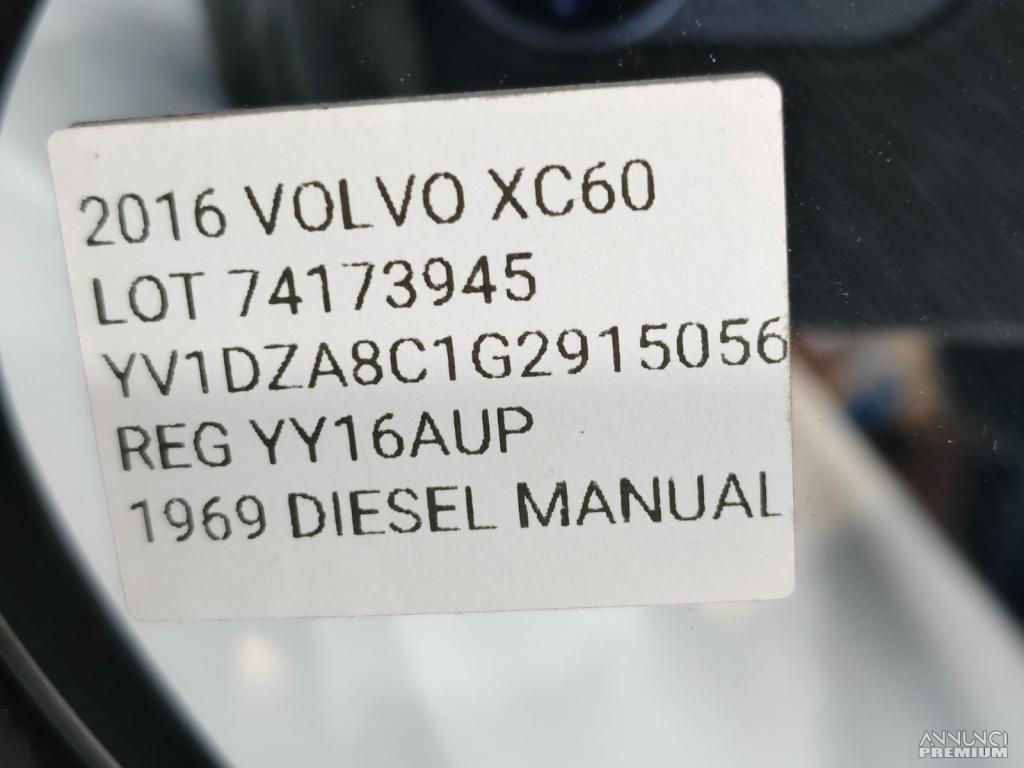 2016 VOLVO XC60
LOT 74173945
YV1DZA8C1G2915056
REG YY16AUP
1969 DIESEL MANUAL
ANNUNCI
PREMIUM